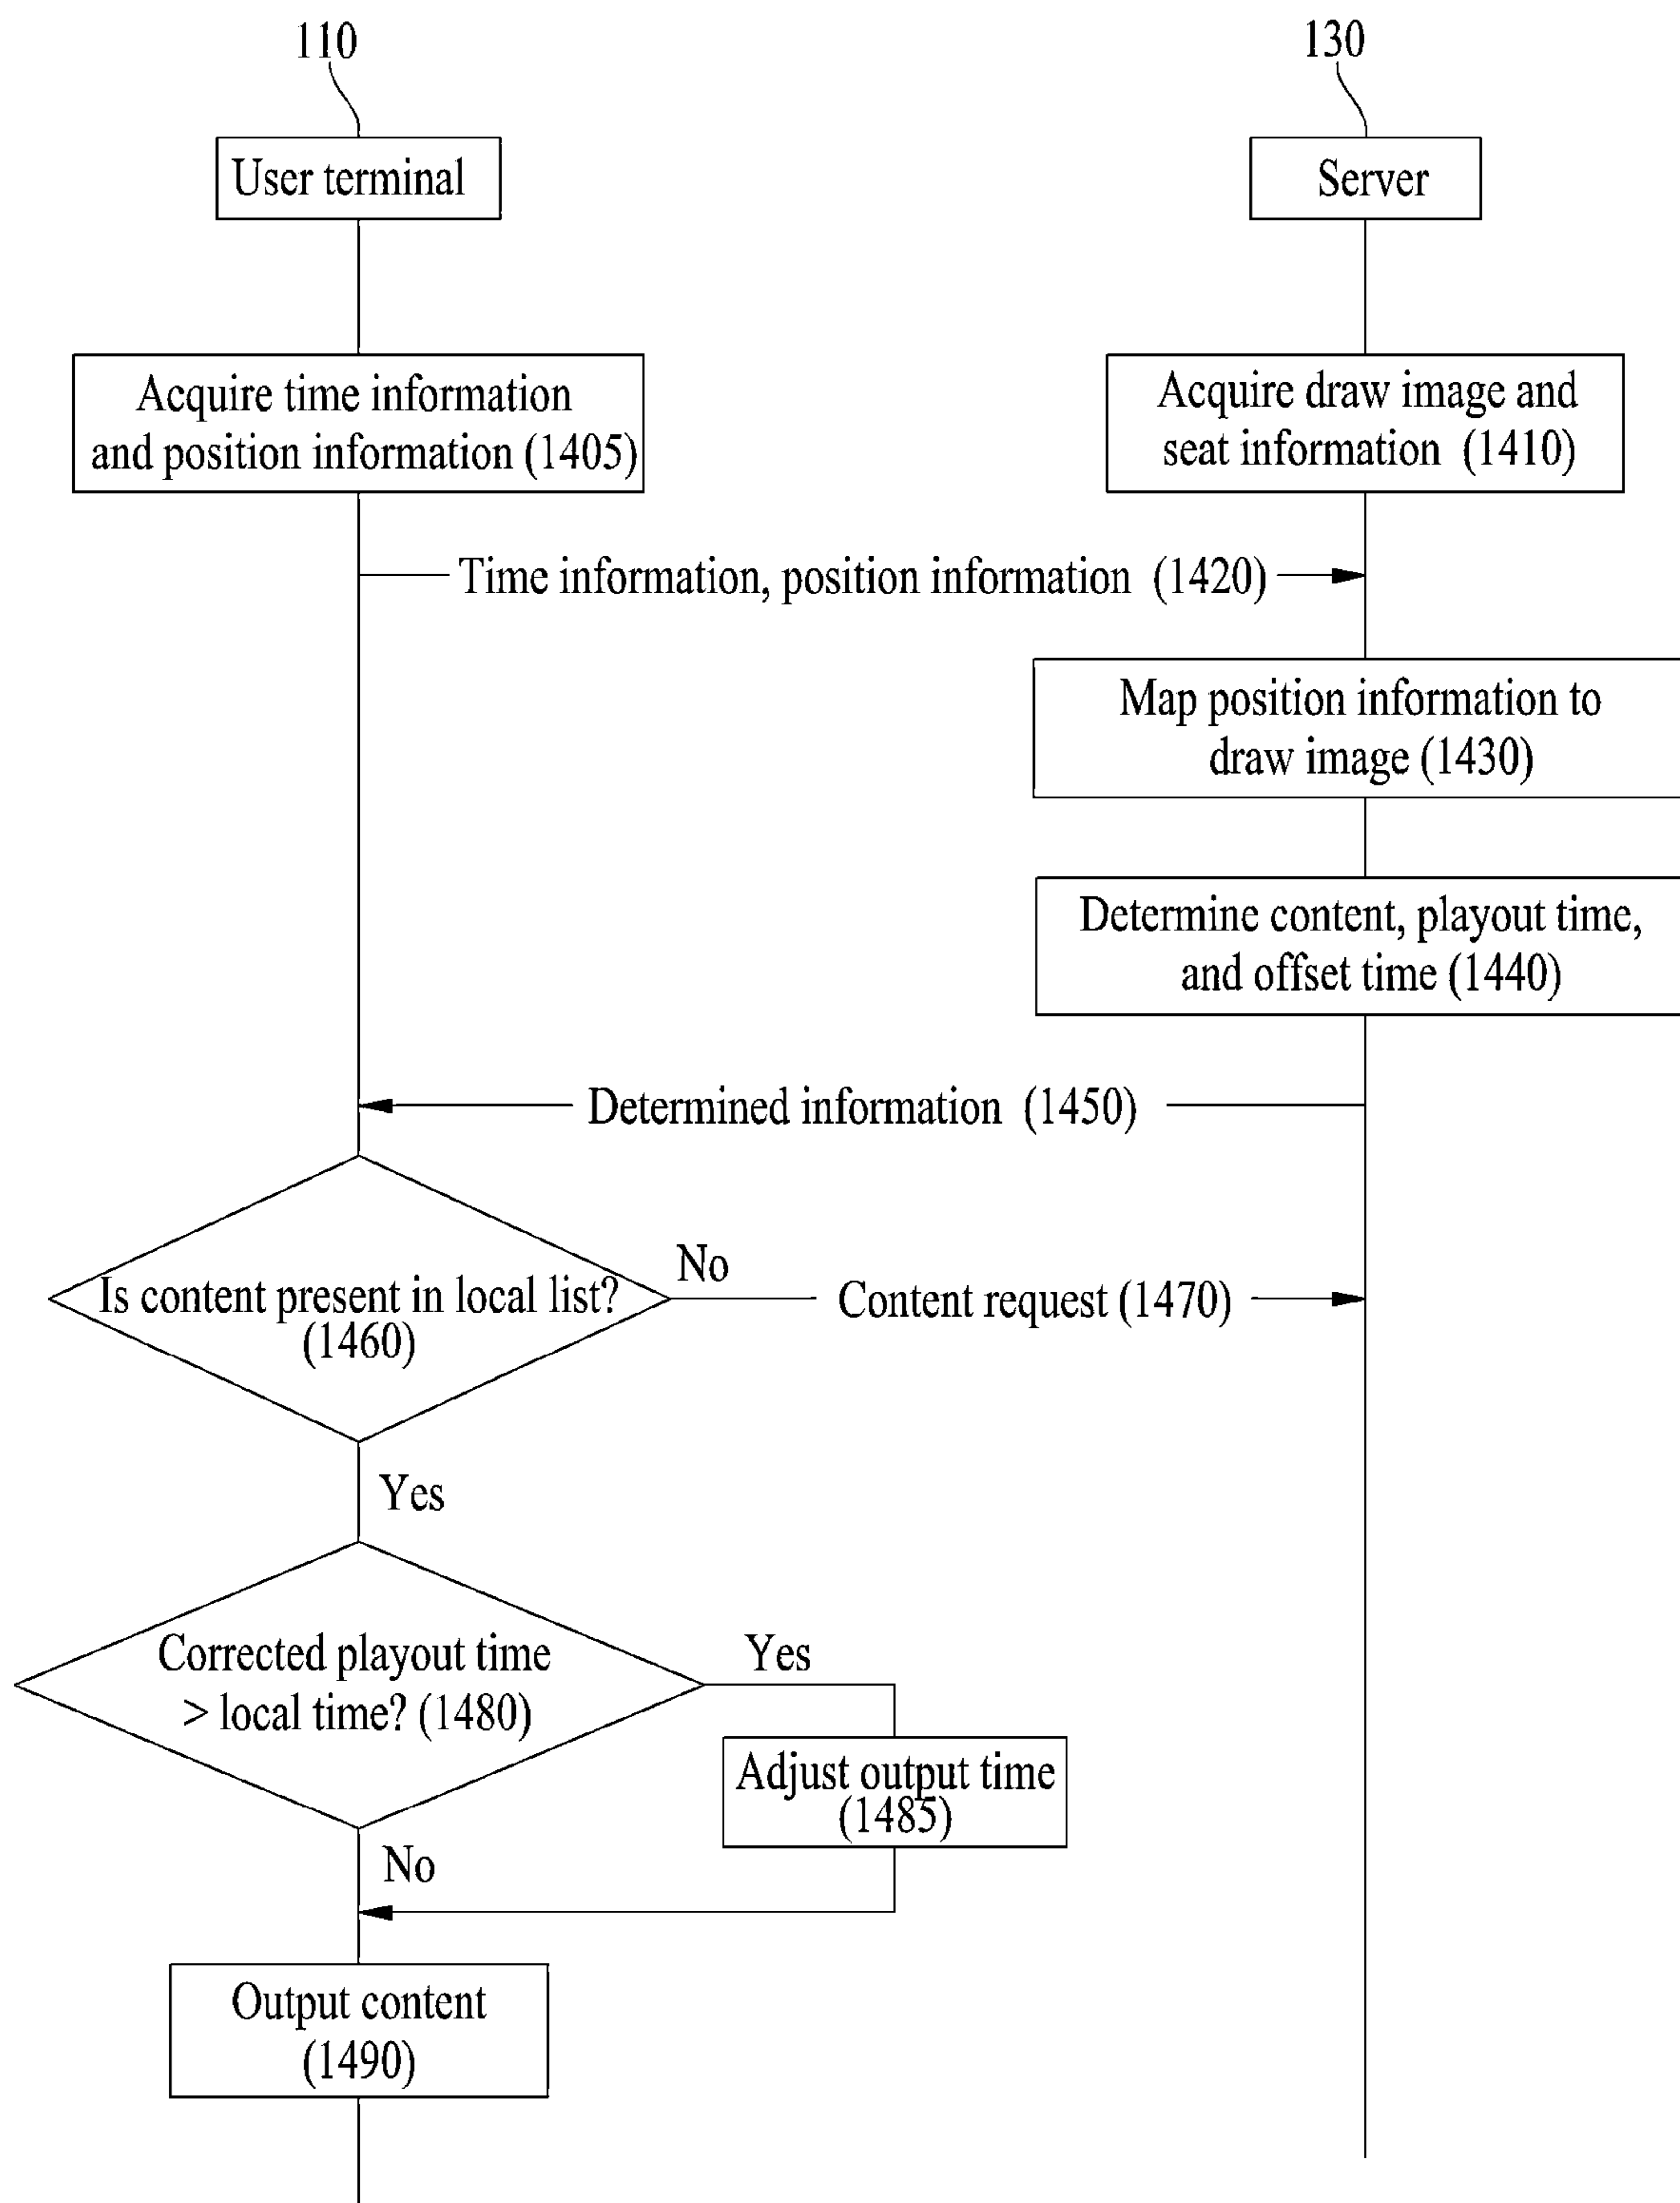 110
130
User terminal
Server
Acquire time information
and position information (1405)
Acquire draw image and
seat information (1410)
Time information, position information (1420)
Map position information to
draw image (1430)
Determine content, playout time,
and offset time (1440)
Determined information (1450)
No
Is content present in local list?
(1460)
Content request (1470)
Yes
Corrected playout time
> local time? (1480)
Yes
Adjust output time
(1485)
No
Output content
(1490)